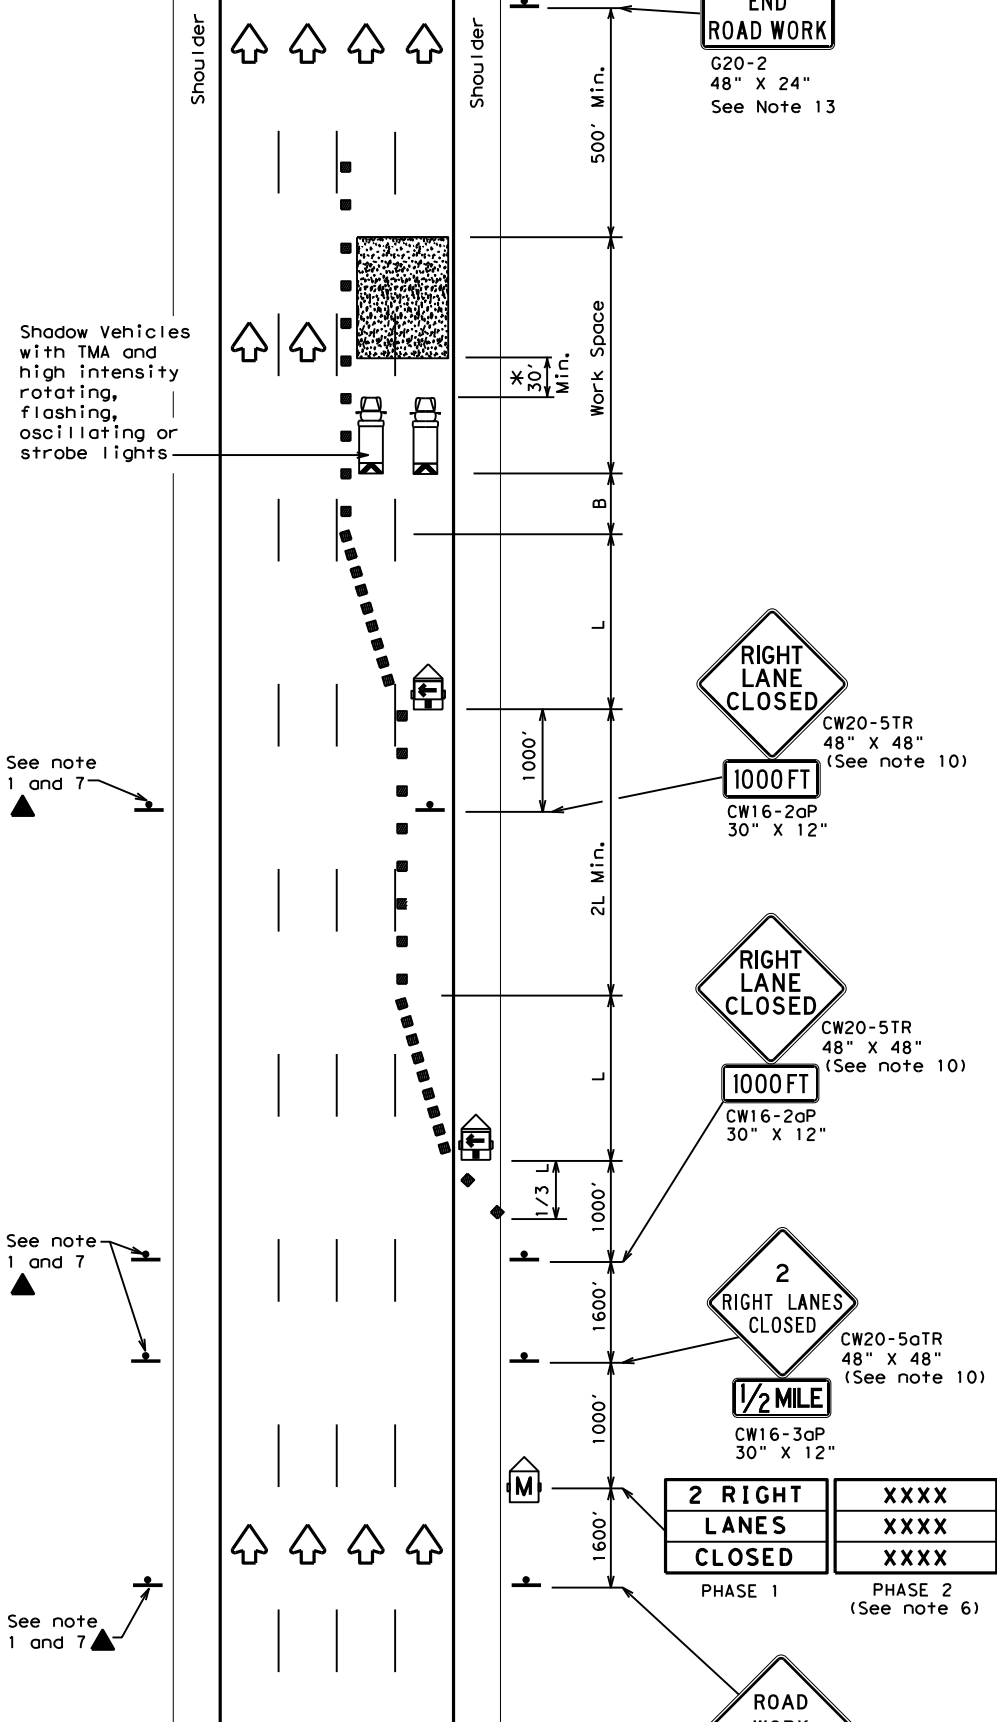 END
ROAD WORK
G20-2
48" X 24"
See Note 13
Shoulder
Shoulder
500' Min.
Shadow Vehicles
with TMA and
high intensity
rotating,
flashing,
oscillating or
strobe lights
* 30'
Min.
Work Space
B
L
RIGHT
LANE
CLOSED
CW20-5TR
48" X 48"
(See note 10)
1000 FT
CW16-2aP
30" X 12"
See note
1 and 7
1000'
2L Min.
RIGHT
LANE
CLOSED
CW20-5TR
48" X 48"
(See note 10)
1000 FT
CW16-2aP
30" X 12"
L
1/3 L
1000'
See note
1 and 7
1600'
2
RIGHT LANES
CLOSED
CW20-5aTR
48" X 48"
(See note 10)
1/2 MILE
CW16-3aP
30" X 12"
1000'
M
2 RIGHT
LANES
CLOSED
PHASE 1
XXXX
XXXX
XXXX
PHASE 2
(See note 6)
1600'
See note
1 and 7
ROAD